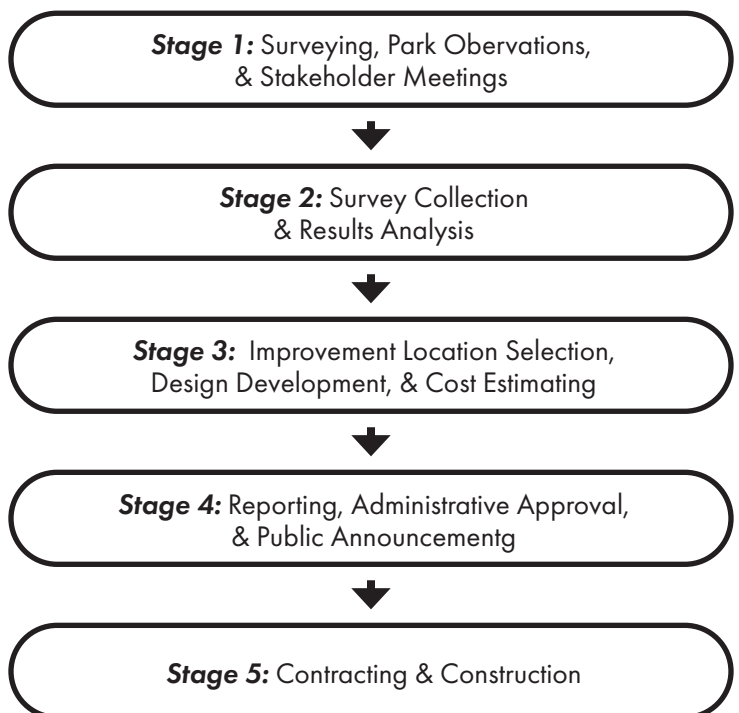 Stage 1: Surveying, Park Obervations,
& Stakeholder Meetings
Stage 2: Survey Collection
& Results Analysis
Stage 3: Improvement Location Selection,
Design Development, & Cost Estimating
Stage 4: Reporting, Administrative Approval,
& Public Announcementg
Stage 5: Contracting & Construction